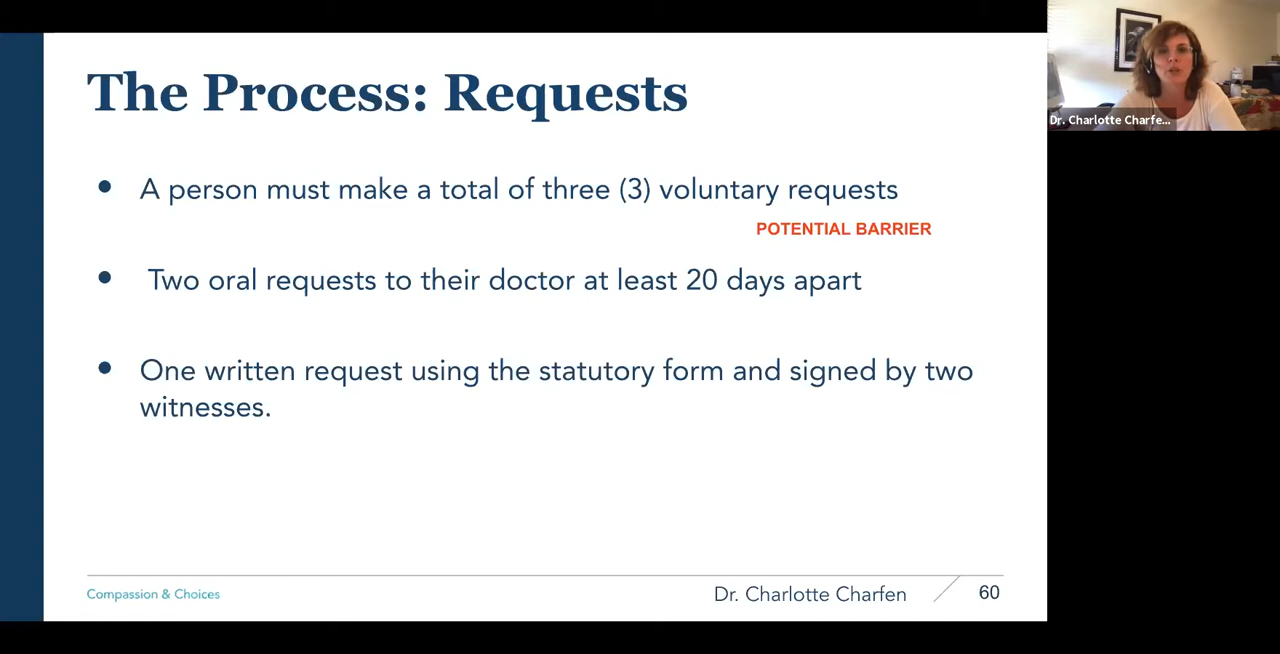 The Process: Requests
Dr. Charlotte Charfe...
• A person must make a total of three (3) voluntary requests
POTENTIAL BARRIER
• Two oral requests to their doctor at least 20 days apart
• One written request using the statutory form and signed by two
witnesses.
Compassion & Choices
Dr. Charlotte Charfen
60